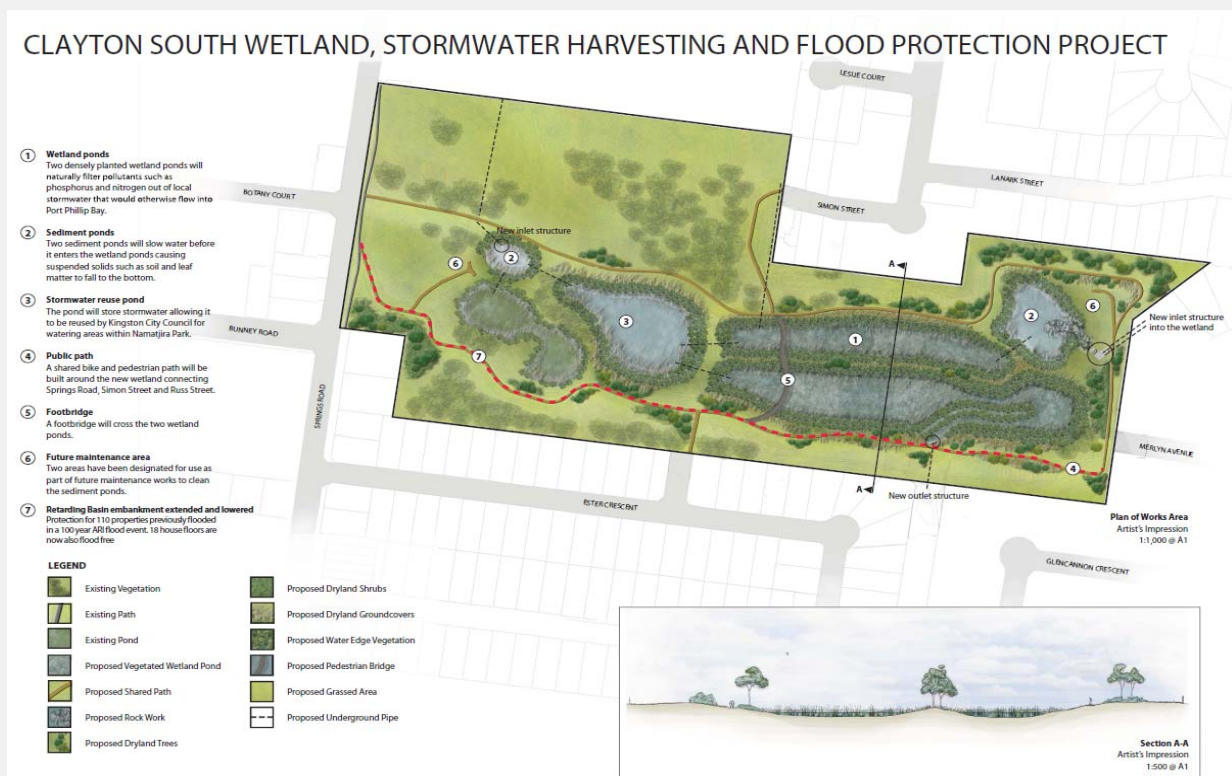 CLAYTON SOUTH WETLAND, STORMWATER HARVESTING AND FLOOD PROTECTION PROJECT
1 Wetland ponds
Two densely planted wetland ponds will
naturally filter pollutants such as
phosphorus and nitrogen out of local
stormwater that would otherwise flow into
Port Phillip Bay.
2 Sediment ponds
Two sediment ponds will slow water before
it enters the wetland ponds causing
suspended solids such as soil and leaf
matter to fall to the bottom.
3 Stormwater reuse pond
The pond will store stormwater allowing it
to be reused by Kingston City Council for
watering areas within Namatjira Park.
4 Public path
A shared bike and pedestrian path will be
built around the new wetland connecting
Springs Road, Simon Street and Russ Street.
5 Footbridge
A footbridge will cross the two wetland
ponds.
6 Future maintenance area
Two areas have been designated for use as
part of future maintenance works to clean
the sediment ponds.
7 Retarding Basin embankment extended and lowered
Protection for 110 properties previously flooded
in a 100 year ARI flood event. 18 house floors are
now also flood free
LEGEND
Existing Vegetation
Existing Path
Existing Pond
Proposed Vegetated Wetland Pond
Proposed Shared Path
Proposed Rock Work
Proposed Dryland Trees
Proposed Dryland Shrubs
Proposed Dryland Groundcovers
Proposed Water Edge Vegetation
Proposed Pedestrian Bridge
Proposed Grassed Area
Proposed Underground Pipe
LESLIE COURT
LANARK STREET
SIMON STREET
BOTANY COURT
BUNNEY ROAD
SPRINGS ROAD
ESTER CRESCENT
MERLYN AVENUE
GLENCANNON CRESCENT
New inlet structure
2
6
3
1
2
6
7
5
4
A
A
New inlet structure
into the wetland
New outlet structure
Plan of Works Area
Artist's Impression
1:1,000 @ A1
Section A-A
Artist's Impression
1:500 @ A1